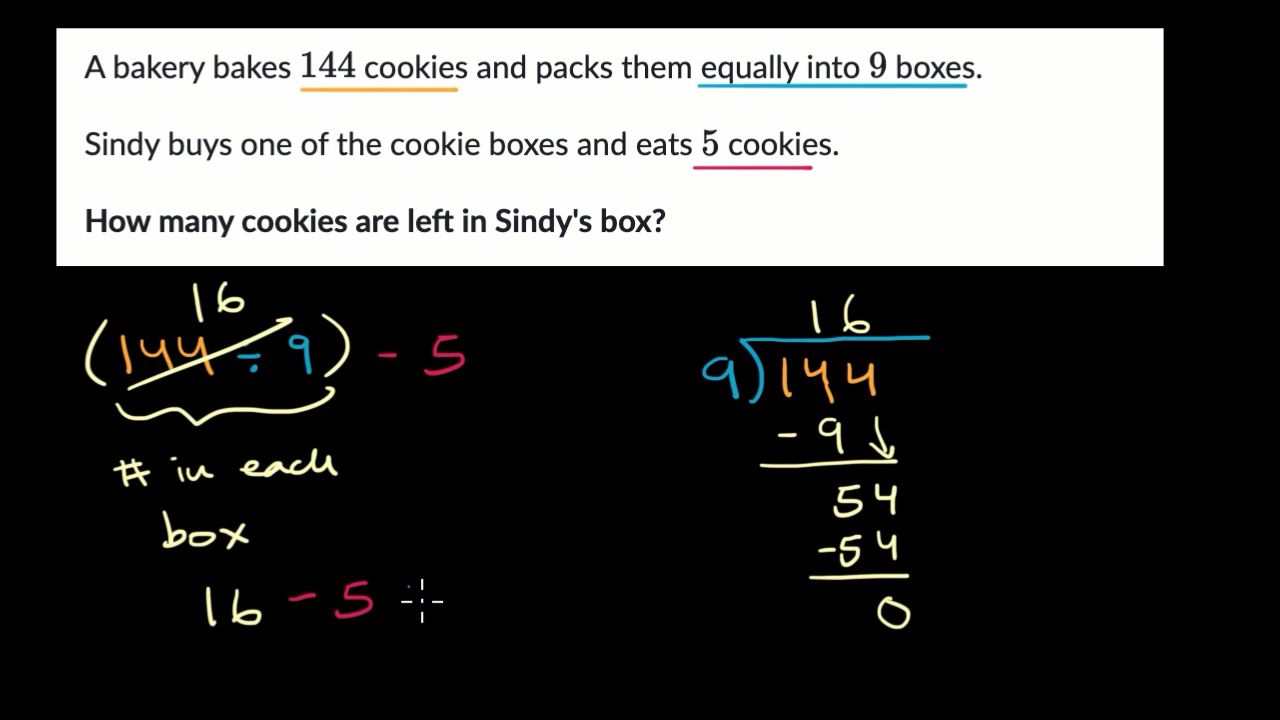 A bakery bakes 144 cookies and packs them equally into 9 boxes.
Sindy buys one of the cookie boxes and eats 5 cookies.
How many cookies are left in Sindy's box?
16
(144 ÷ 9) - 5
# in each
box
16 - 5
16
9)144
-9
54
-54
0